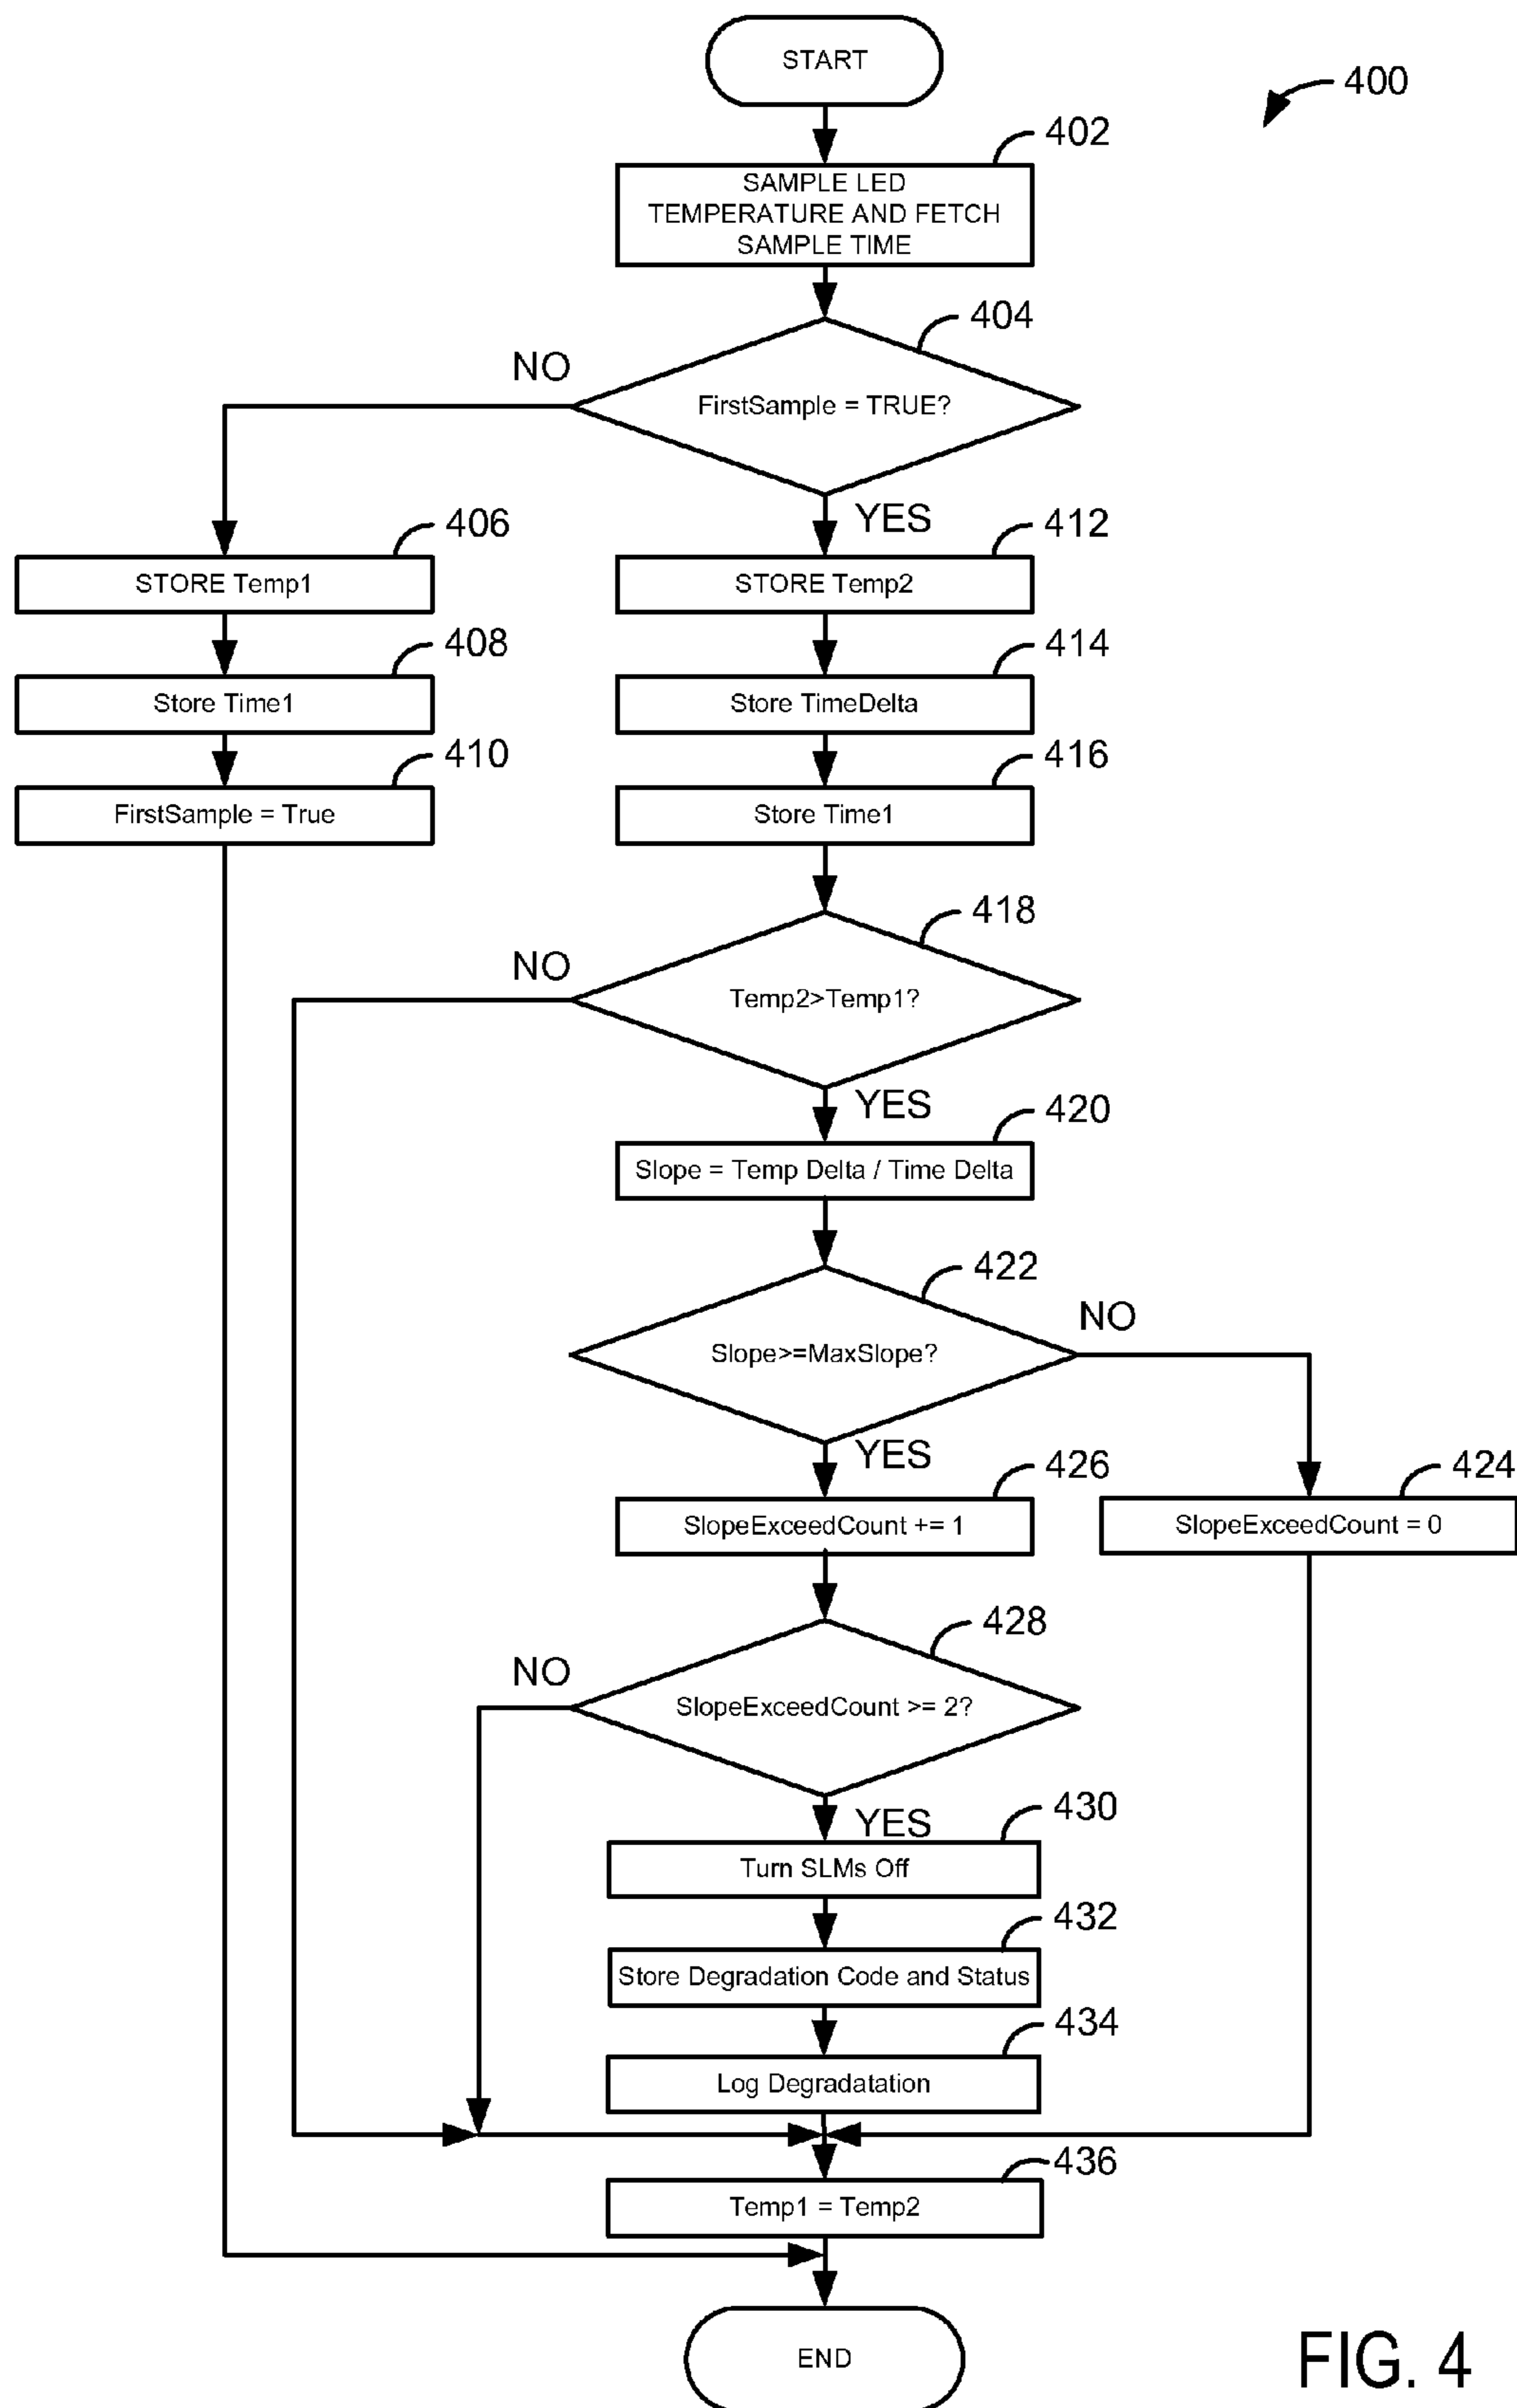 START
400
402
SAMPLE LED
TEMPERATURE AND FETCH
SAMPLE TIME
404
NO
FirstSample = TRUE?
YES
406
STORE Temp1
412
STORE Temp2
408
Store Time1
414
Store TimeDelta
410
FirstSample = True
416
Store Time1
418
NO
Temp2>Temp1?
YES
420
Slope = Temp Delta / Time Delta
422
NO
Slope>=MaxSlope?
YES
426
SlopeExceedCount += 1
424
SlopeExceedCount = 0
428
NO
SlopeExceedCount >= 2?
YES
430
Turn SLMs Off
432
Store Degradation Code and Status
434
Log Degradatation
436
Temp1 = Temp2
END
FIG. 4